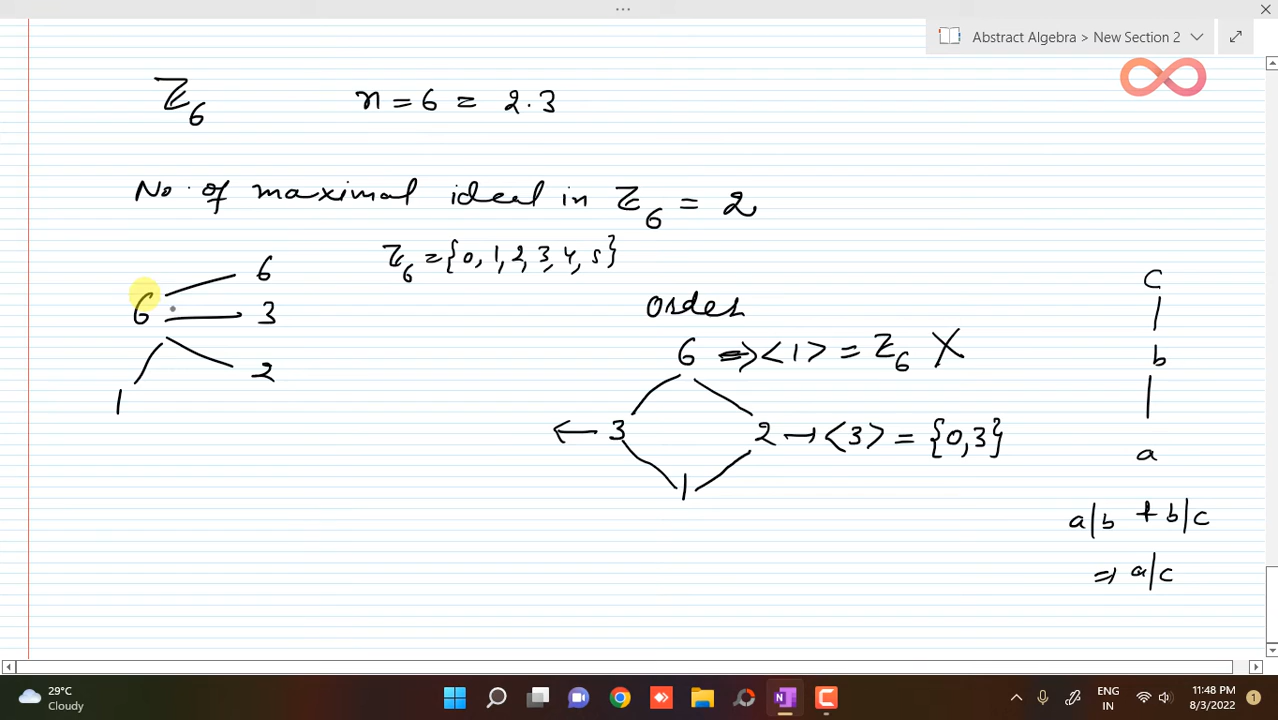 Abstract Algebra > New Section 2
ℤ₆ n = 6 = 2·3
No. of maximal ideal in ℤ₆ = 2
ℤ₆ = {0, 1, 2, 3, 4, 5}
6
6
3
2
1
order
6 ⇒ <1> = ℤ₆ X
← 3
2 → <3> = {0,3}
1
c
b
a
a|b + b|c
⇒ a|c
29°C
Cloudy
ENG
IN
11:48 PM
8/3/2022
1